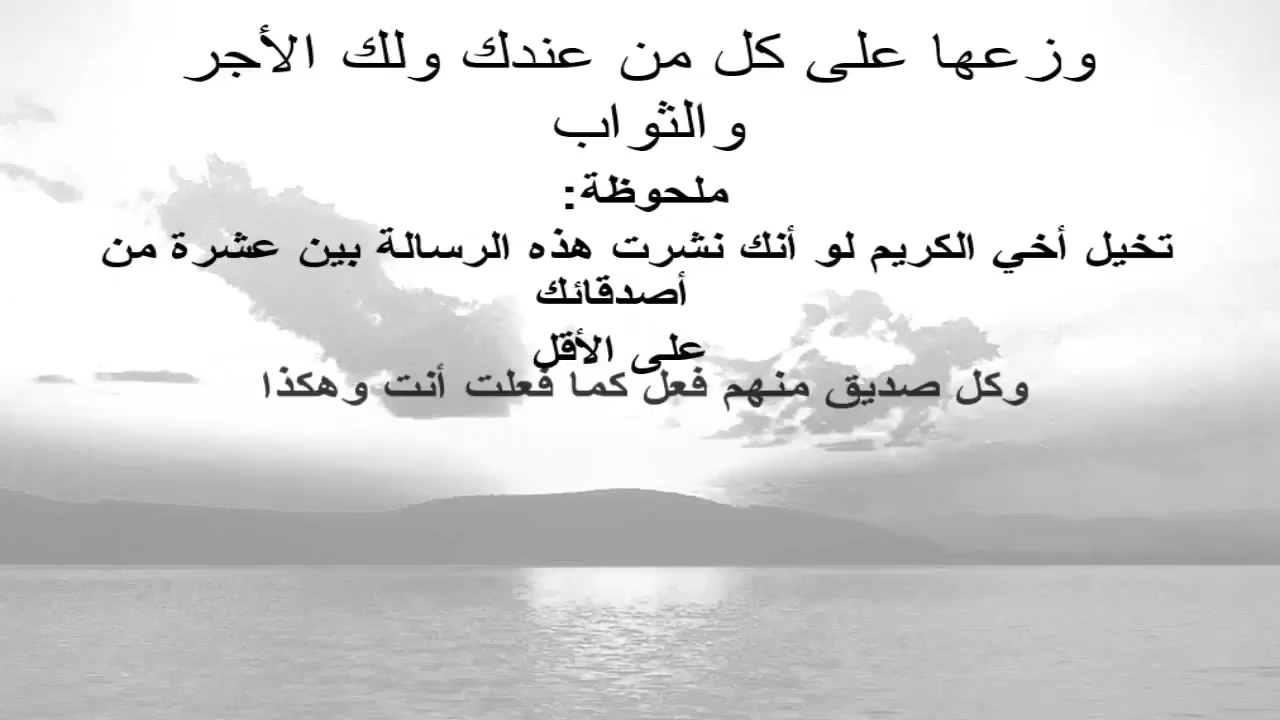 وزعها على كل من عندك ولك الأجر
والثواب
ملحوظة:
تخيل أخي الكريم لو أنك نشرت هذه الرسالة بين عشرة من
أصدقائك
على الأقل
وكل صديق منهم فعل كما فعلت أنت وهكذا